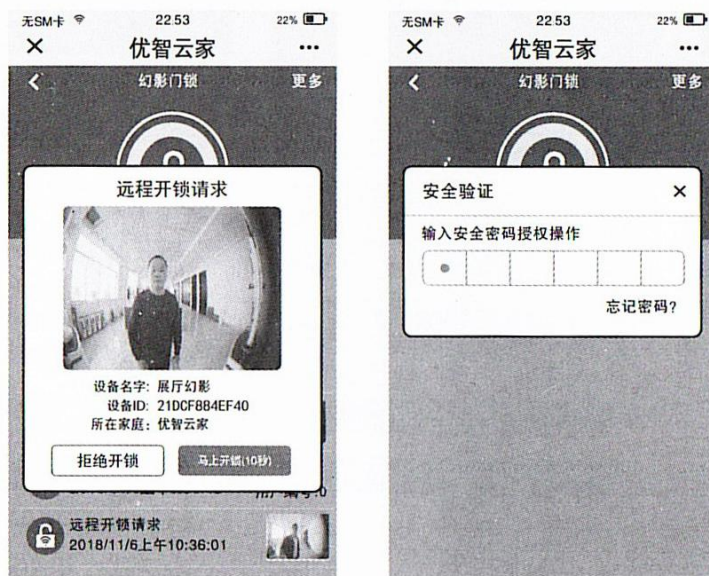 无SM卡
22.53
22%
优智云家
幻影门锁
更多
远程开锁请求
设备名字: 展厅幻影
设备ID: 21DCF884EF40
所在家庭: 优智云家
拒绝开锁
马上开锁(10秒)
远程开锁请求
2018/11/6上午10:36:01
无SM卡
22.53
22%
优智云家
幻影门锁
更多
安全验证
输入安全密码授权操作
忘记密码?